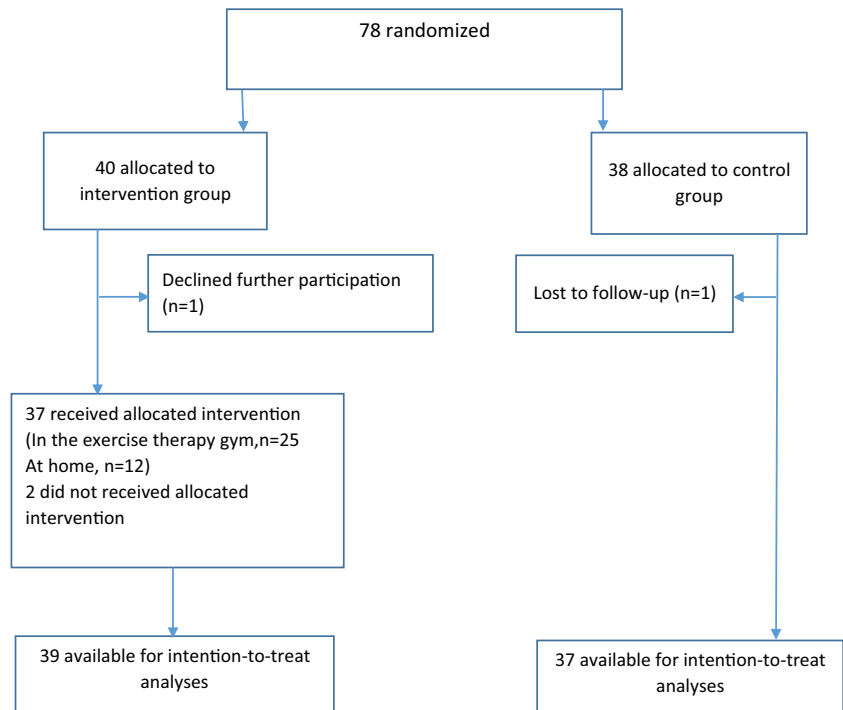 78 randomized
40 allocated to
intervention group
38 allocated to control
group
Declined further participation
(n=1)
Lost to follow-up (n=1)
37 received allocated intervention
(In the exercise therapy gym,n=25
At home, n=12)
2 did not received allocated
intervention
39 available for intention-to-treat
analyses
37 available for intention-to-treat
analyses